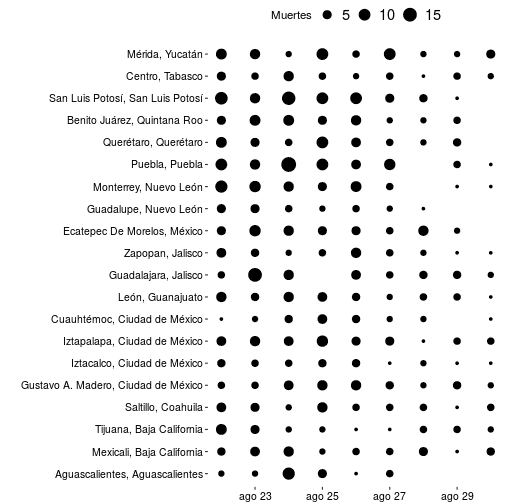 Muertes 5 10 15
Mérida, Yucatán
Centro, Tabasco
San Luis Potosí, San Luis Potosí
Benito Juárez, Quintana Roo
Querétaro, Querétaro
Puebla, Puebla
Monterrey, Nuevo León
Guadalupe, Nuevo León
Ecatepec De Morelos, México
Zapopan, Jalisco
Guadalajara, Jalisco
León, Guanajuato
Cuauhtémoc, Ciudad de México
Iztapalapa, Ciudad de México
Iztacalco, Ciudad de México
Gustavo A. Madero, Ciudad de México
Saltillo, Coahuila
Tijuana, Baja California
Mexicali, Baja California
Aguascalientes, Aguascalientes
ago 23 ago 25 ago 27 ago 29